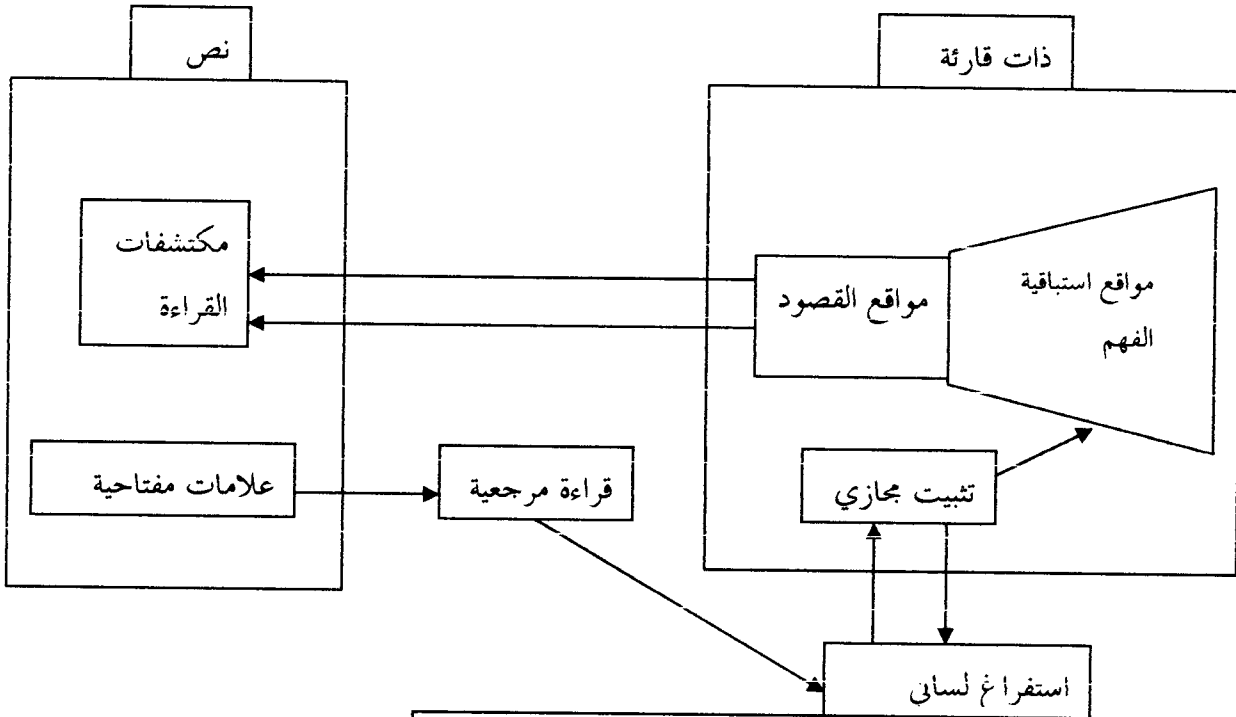 ذات قارئة
نص
مكتشفات
القراءة
مواقع القصود
مواقع استباقية
الفهم
علامات مفتاحية
قراءة مرجعية
تثبيت مجازي
استفراغ لساني